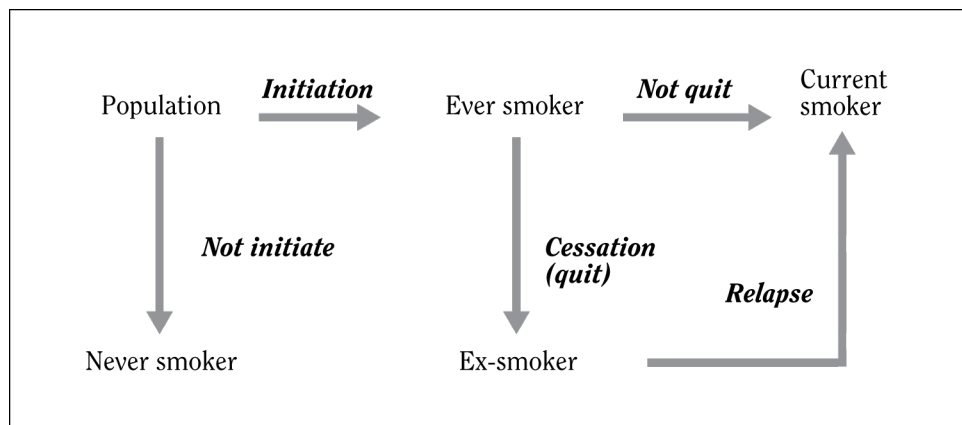 Population
Initiation
Ever smoker
Not quit
Current
smoker
Not initiate
Cessation
(quit)
Relapse
Never smoker
Ex-smoker